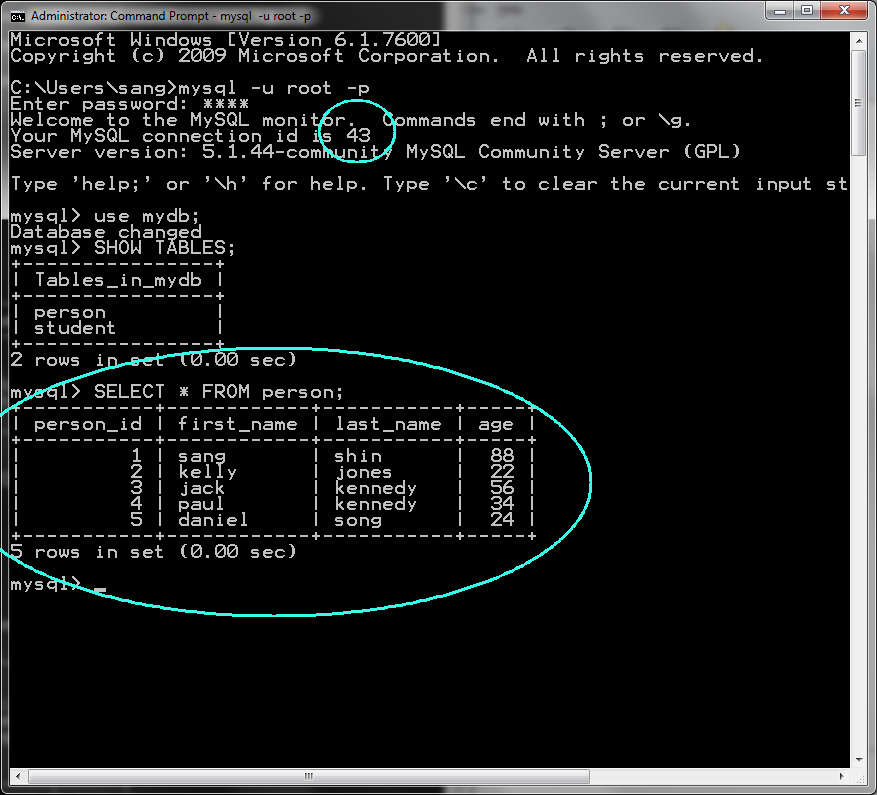 Administrator: Command Prompt - mysql -u root -p
Microsoft Windows [Version 6.1.7600]
Copyright (c) 2009 Microsoft Corporation.  All rights reserved.
C:\Users\sang>mysql -u root -p
Enter password: ****
Welcome to the MySQL monitor.  Commands end with ; or \g.
Your MySQL connection id is 43
Server version: 5.1.44-community MySQL Community Server (GPL)
Type 'help;' or '\h' for help. Type '\c' to clear the current input st
mysql> use mydb;
Database changed
mysql> SHOW TABLES;
+----------------+
| Tables_in_mydb |
+----------------+
| person         |
| student        |
+----------------+
2 rows in set (0.00 sec)
mysql> SELECT * FROM person;
+-----------+------------+-----------+-----+
| person_id | first_name | last_name | age |
+-----------+------------+-----------+-----+
|         1 | sang       | shin      |  88 |
|         2 | kelly      | jones     |  22 |
|         3 | jack       | kennedy   |  56 |
|         4 | paul       | kennedy   |  34 |
|         5 | daniel     | song      |  24 |
+-----------+------------+-----------+-----+
5 rows in set (0.00 sec)
mysql> _